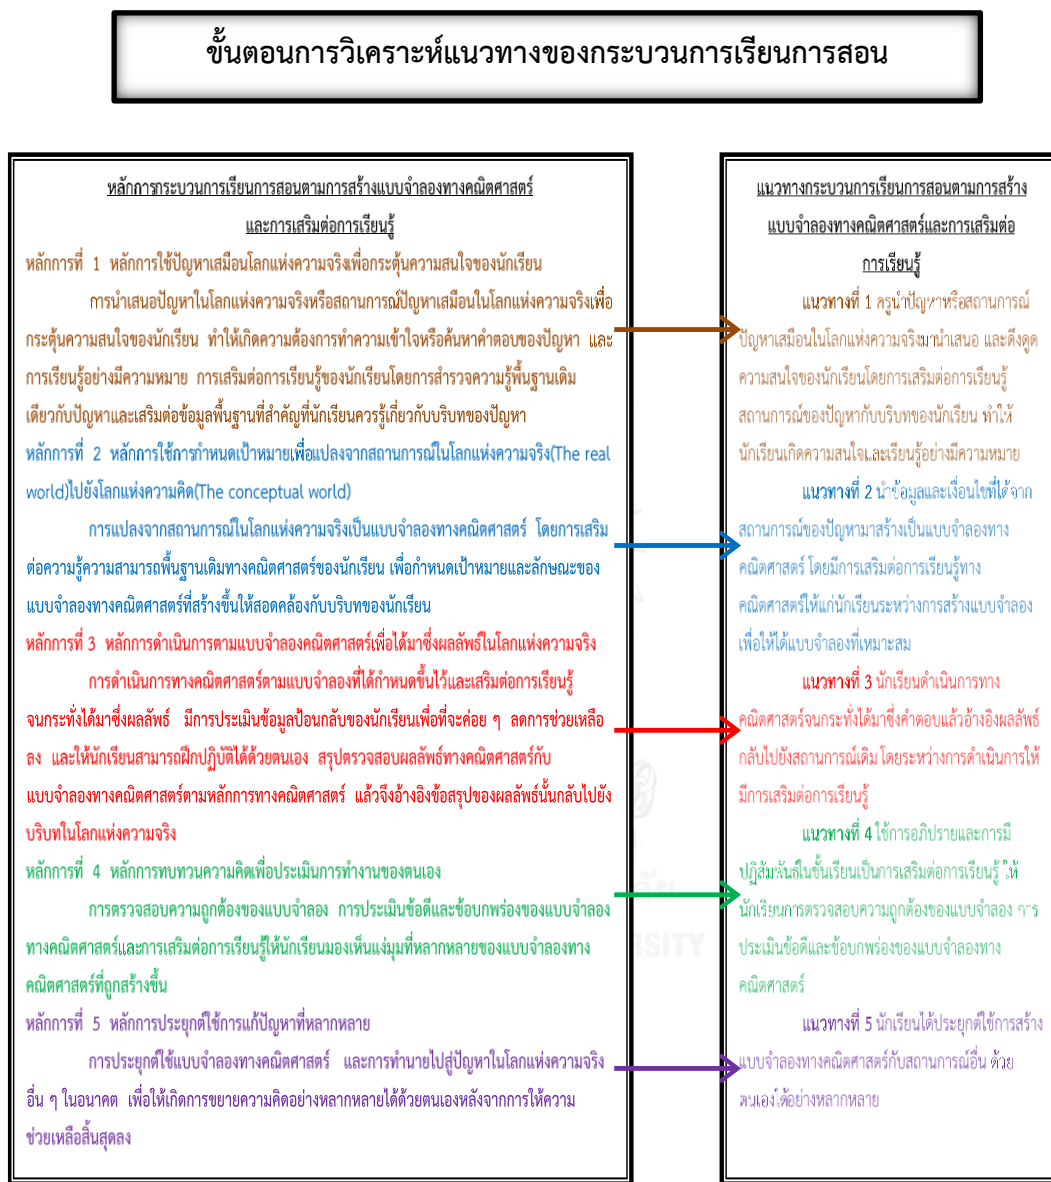 ขั้นตอนการวิเคราะห์แนวทางของกระบวนการเรียนการสอน
หลักการกระบวนการเรียนการสอนตามการสร้างแบบจำลองทางคณิตศาสตร์
และการเสริมต่อการเรียนรู้
หลักการที่ 1 หลักการใช้ปัญหาเสมือนโลกแห่งความจริงเพื่อกระตุ้นความสนใจของนักเรียน
การนำเสนอปัญหาในโลกแห่งความจริงหรือสถานการณ์ปัญหาเสมือนในโลกแห่งความจริงเพื่อ
กระตุ้นความสนใจของนักเรียน ทำให้เกิดความต้องการทำความเข้าใจหรือค้นหาคำตอบของปัญหา และ
การเรียนรู้อย่างมีความหมาย การเสริมต่อการเรียนรู้ของนักเรียนโดยการสำรวจความรู้พื้นฐานเดิม
เดียวกับปัญหาและเสริมต่อข้อมูลพื้นฐานที่สำคัญที่นักเรียนควรรู้เกี่ยวกับบริบทของปัญหา
หลักการที่ 2 หลักการใช้การกำหนดเป้าหมายเพื่อแปลงจากสถานการณ์ในโลกแห่งความจริง(The real
world)ไปยังโลกแห่งความคิด(The conceptual world)
การแปลงจากสถานการณ์ในโลกแห่งความจริงเป็นแบบจำลองทางคณิตศาสตร์ โดยการเสริม
ต่อความรู้ความสามารถพื้นฐานเดิมทางคณิตศาสตร์ของนักเรียน เพื่อกำหนดเป้าหมายและลักษณะของ
แบบจำลองทางคณิตศาสตร์ที่สร้างขึ้นให้สอดคล้องกับบริบทของนักเรียน
หลักการที่ 3 หลักการดำเนินการตามแบบจำลองคณิตศาสตร์เพื่อได้มาซึ่งผลลัพธ์ในโลกแห่งความจริง
การดำเนินการทางคณิตศาสตร์ตามแบบจำลองที่ได้กำหนดขึ้นไว้และเสริมต่อการเรียนรู้
จนกระทั่งได้มาซึ่งผลลัพธ์ มีการประเมินข้อมูลป้อนกลับของนักเรียนเพื่อที่จะค่อย ๆ ลดการช่วยเหลือ
ลง และให้นักเรียนสามารถฝึกปฏิบัติได้ด้วยตนเอง สรุปตรวจสอบผลลัพธ์ทางคณิตศาสตร์กับ
แบบจำลองทางคณิตศาสตร์ตามหลักการทางคณิตศาสตร์ แล้วจึงอ้างอิงข้อสรุปของผลลัพธ์นั้นกลับไปยัง
บริบทในโลกแห่งความจริง
หลักการที่ 4 หลักการทบทวนความคิดเพื่อประเมินการทำงานของตนเอง
การตรวจสอบความถูกต้องของแบบจำลอง การประเมินข้อดีและข้อบกพร่องของแบบจำลอง
ทางคณิตศาสตร์และการเสริมต่อการเรียนรู้ให้นักเรียนมองเห็นแง่มุมที่หลากหลายของแบบจำลองทาง
คณิตศาสตร์ที่ถูกสร้างขึ้น
หลักการที่ 5 หลักการประยุกต์ใช้การแก้ปัญหาที่หลากหลาย
การประยุกต์ใช้แบบจำลองทางคณิตศาสตร์ และการทำนายไปสู่ปัญหาในโลกแห่งความจริง
อื่น ๆ ในอนาคต เพื่อให้เกิดการขยายความคิดอย่างหลากหลายได้ด้วยตนเองหลังจากการให้ความ
ช่วยเหลือสิ้นสุดลง
แนวทางกระบวนการเรียนการสอนตามการสร้าง
แบบจำลองทางคณิตศาสตร์และการเสริมต่อ
การเรียนรู้
แนวทางที่ 1 ครูนำปัญหาหรือสถานการณ์
ปัญหาเสมือนในโลกแห่งความจริงมานำเสนอ และดึงดูด
ความสนใจของนักเรียนโดยการเสริมต่อการเรียนรู้
สถานการณ์ของปัญหากับบริบทของนักเรียน ทำให้
นักเรียนเกิดความสนใจและเรียนรู้อย่างมีความหมาย
แนวทางที่ 2 นำข้อมูลและเงื่อนไขที่ได้จาก
สถานการณ์ของปัญหามาสร้างเป็นแบบจำลองทาง
คณิตศาสตร์ โดยมีการเสริมต่อการเรียนรู้ทาง
คณิตศาสตร์ให้แก่นักเรียนระหว่างการสร้างแบบจำลอง
เพื่อให้ได้แบบจำลองที่เหมาะสม
แนวทางที่ 3 นักเรียนดำเนินการทาง
คณิตศาสตร์จนกระทั่งได้มาซึ่งคำตอบแล้วอ้างอิงผลลัพธ์
กลับไปยังสถานการณ์เดิม โดยระหว่างการดำเนินการให้
มีการเสริมต่อการเรียนรู้
แนวทางที่ 4 ใช้การอภิปรายและการมี
ปฏิสัมพันธ์ในชั้นเรียนเป็นการเสริมต่อการเรียนรู้ ให้
นักเรียนการตรวจสอบความถูกต้องของแบบจำลอง การ
ประเมินข้อดีและข้อบกพร่องของแบบจำลองทาง
คณิตศาสตร์
แนวทางที่ 5 นักเรียนได้ประยุกต์ใช้การสร้าง
แบบจำลองทางคณิตศาสตร์กับสถานการณ์อื่น ด้วย
ตนเองได้อย่างหลากหลาย